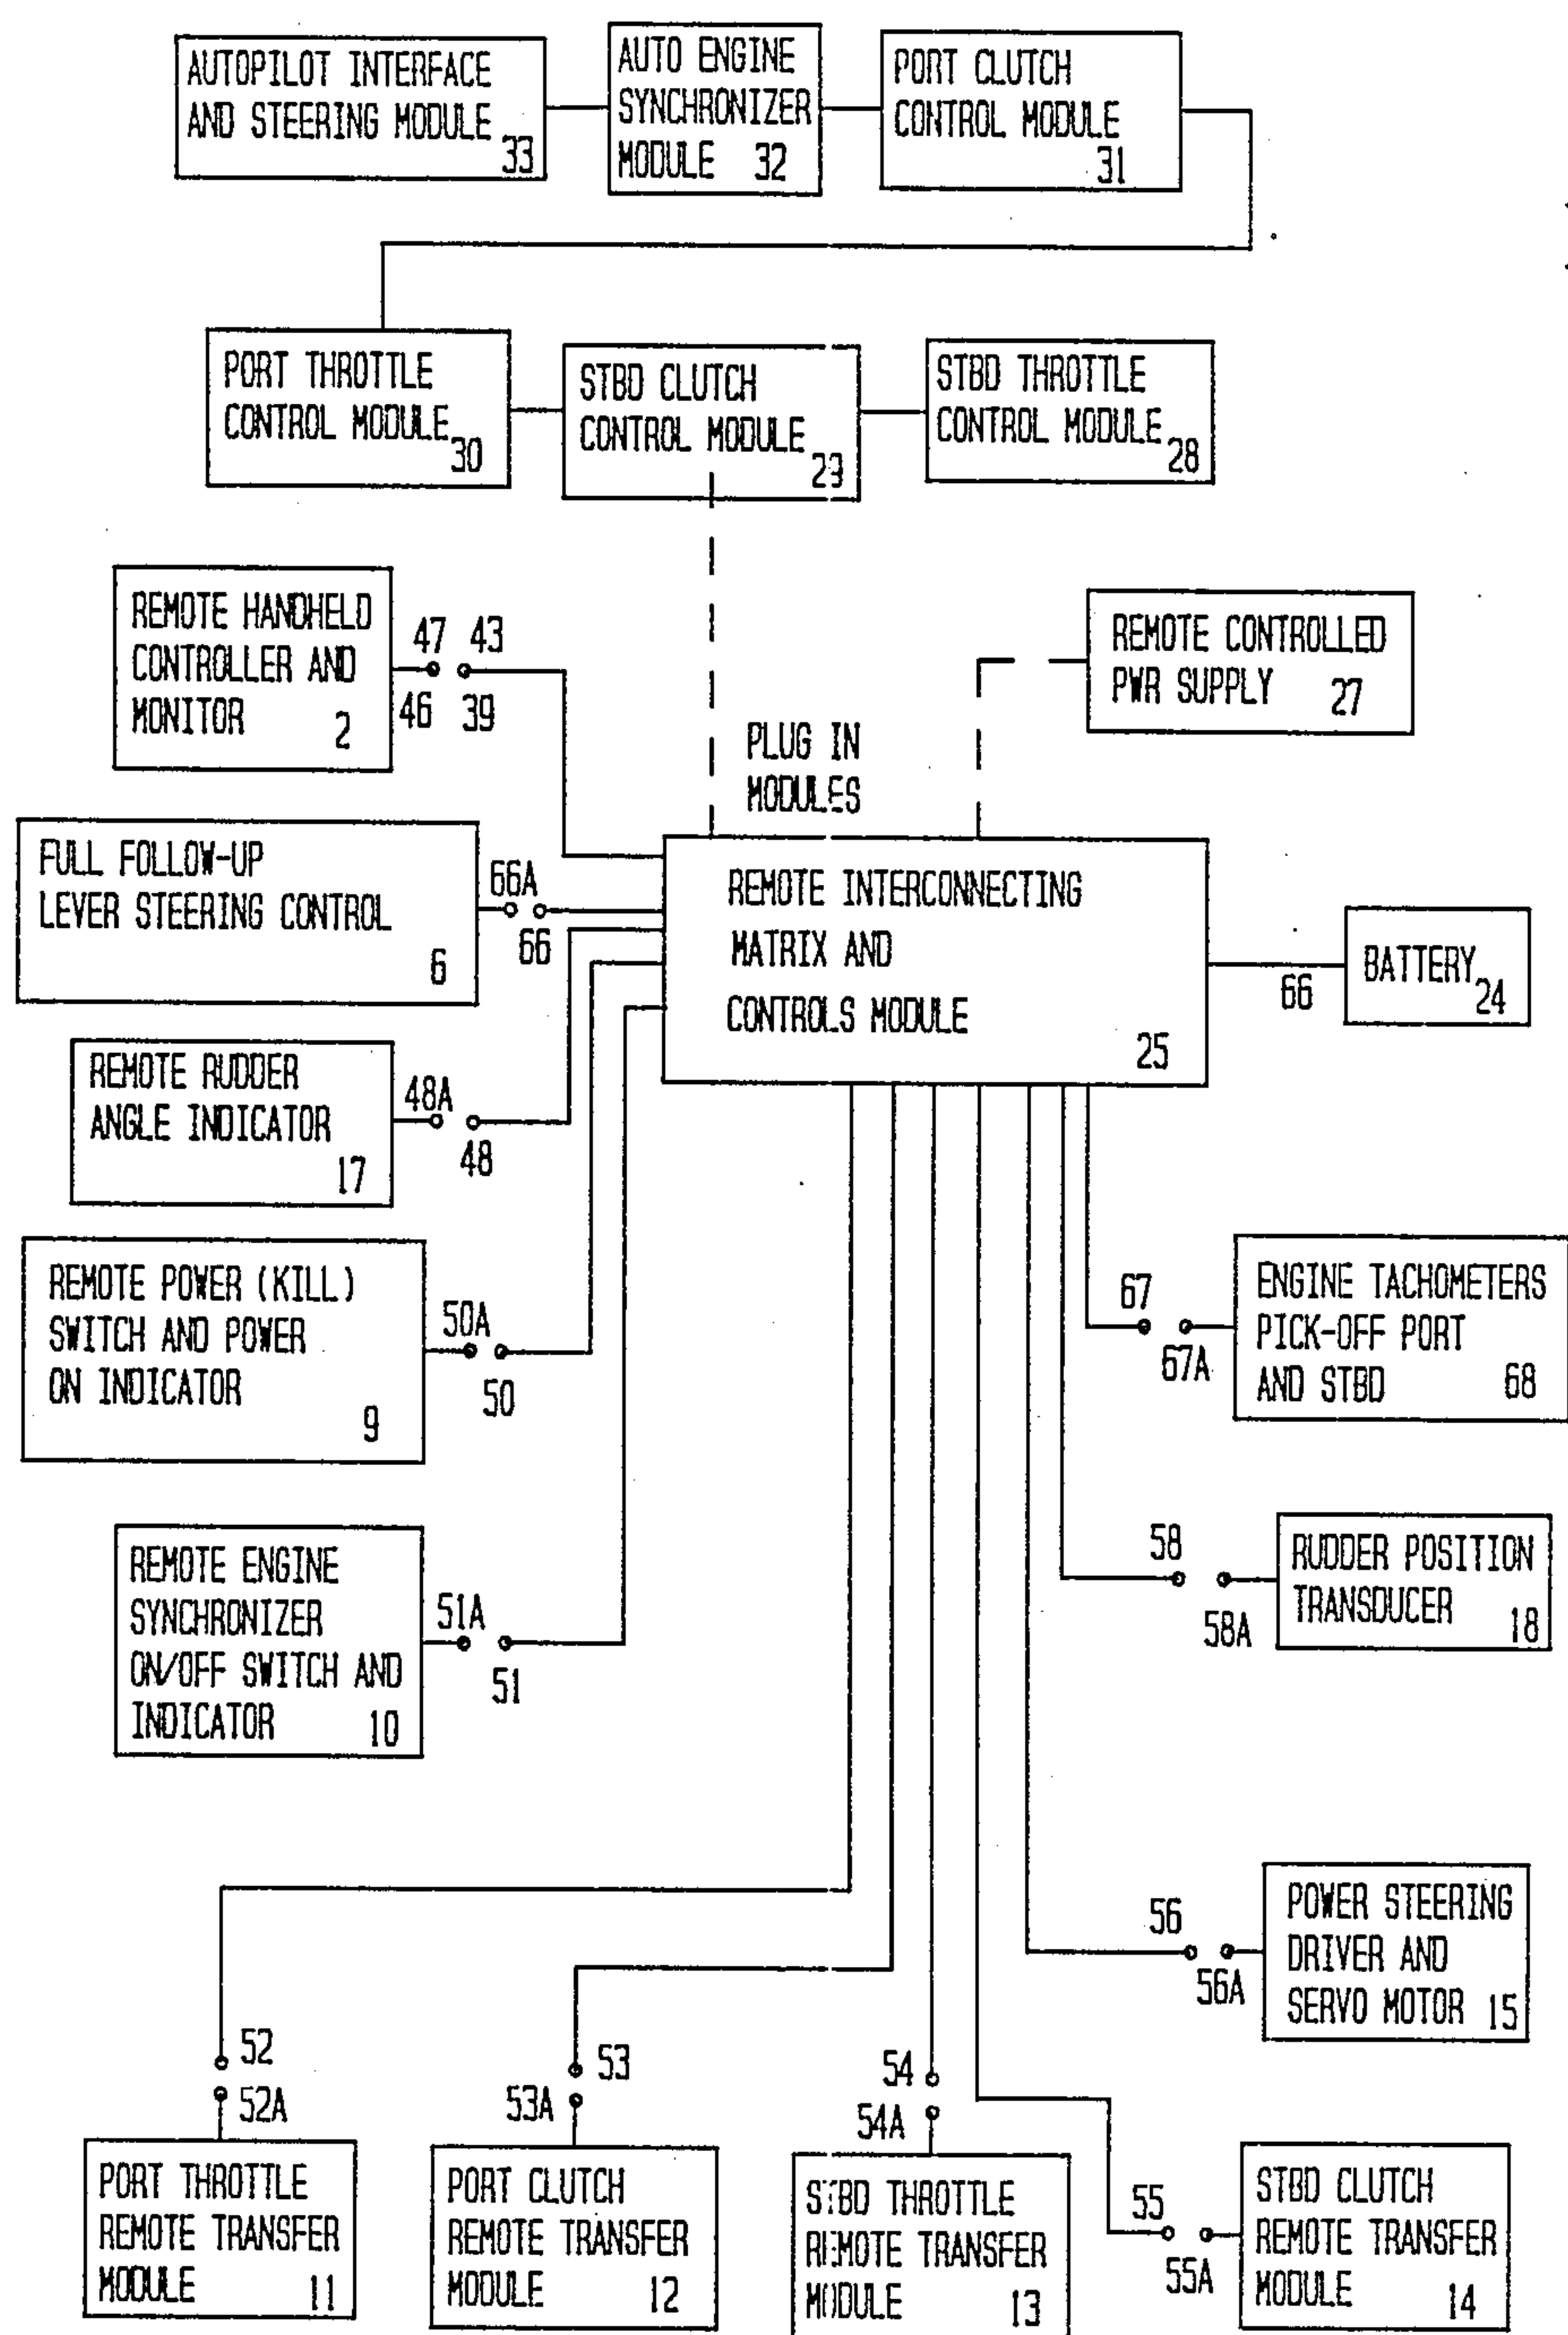 AUTOPILOT INTERFACE
AND STEERING MODULE
33
AUTO ENGINE
SYNCHRONIZER
MODULE 32
PORT CLUTCH
CONTROL MODULE
31
PORT THROTTLE
CONTROL MODULE
30
STBD CLUTCH
CONTROL MODULE
29
STBD THROTTLE
CONTROL MODULE
28
REMOTE HANDHELD
CONTROLLER AND
MONITOR 2
47 43
46 39
PLUG IN
MODULES
REMOTE CONTROLLED
PWR SUPPLY 27
FULL FOLLOW-UP
LEVER STEERING CONTROL
6
66A
66
REMOTE INTERCONNECTING
MATRIX AND
CONTROLS MODULE
25
66
BATTERY
24
REMOTE RUDDER
ANGLE INDICATOR
17
48A
48
REMOTE POWER (KILL)
SWITCH AND POWER
ON INDICATOR
9
50A
50
67
67A
ENGINE TACHOMETERS
PICK-OFF PORT
AND STBD 68
REMOTE ENGINE
SYNCHRONIZER
ON/OFF SWITCH AND
INDICATOR 10
51A
51
58
58A
RUDDER POSITION
TRANSDUCER 18
56
56A
POWER STEERING
DRIVER AND
SERVO MOTOR 15
52
52A
PORT THROTTLE
REMOTE TRANSFER
MODULE 11
53
53A
PORT CLUTCH
REMOTE TRANSFER
MODULE 12
54
54A
STBD THROTTLE
REMOTE TRANSFER
MODULE 13
55
55A
STBD CLUTCH
REMOTE TRANSFER
MODULE 14